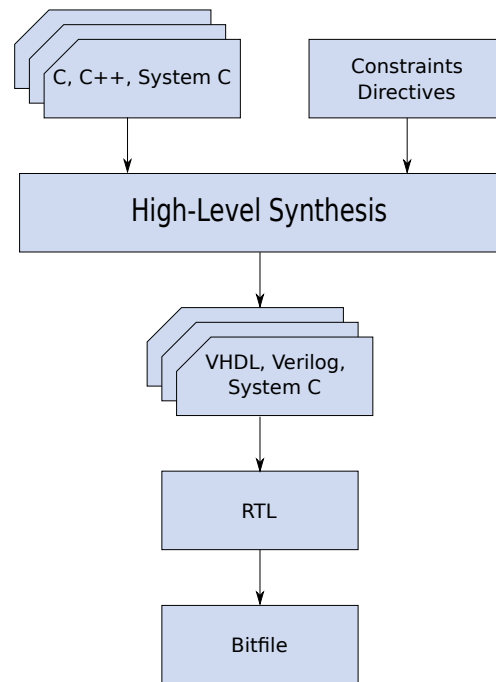 C, C++, System C
Constraints
Directives
High-Level Synthesis
VHDL, Verilog,
System C
RTL
Bitfile